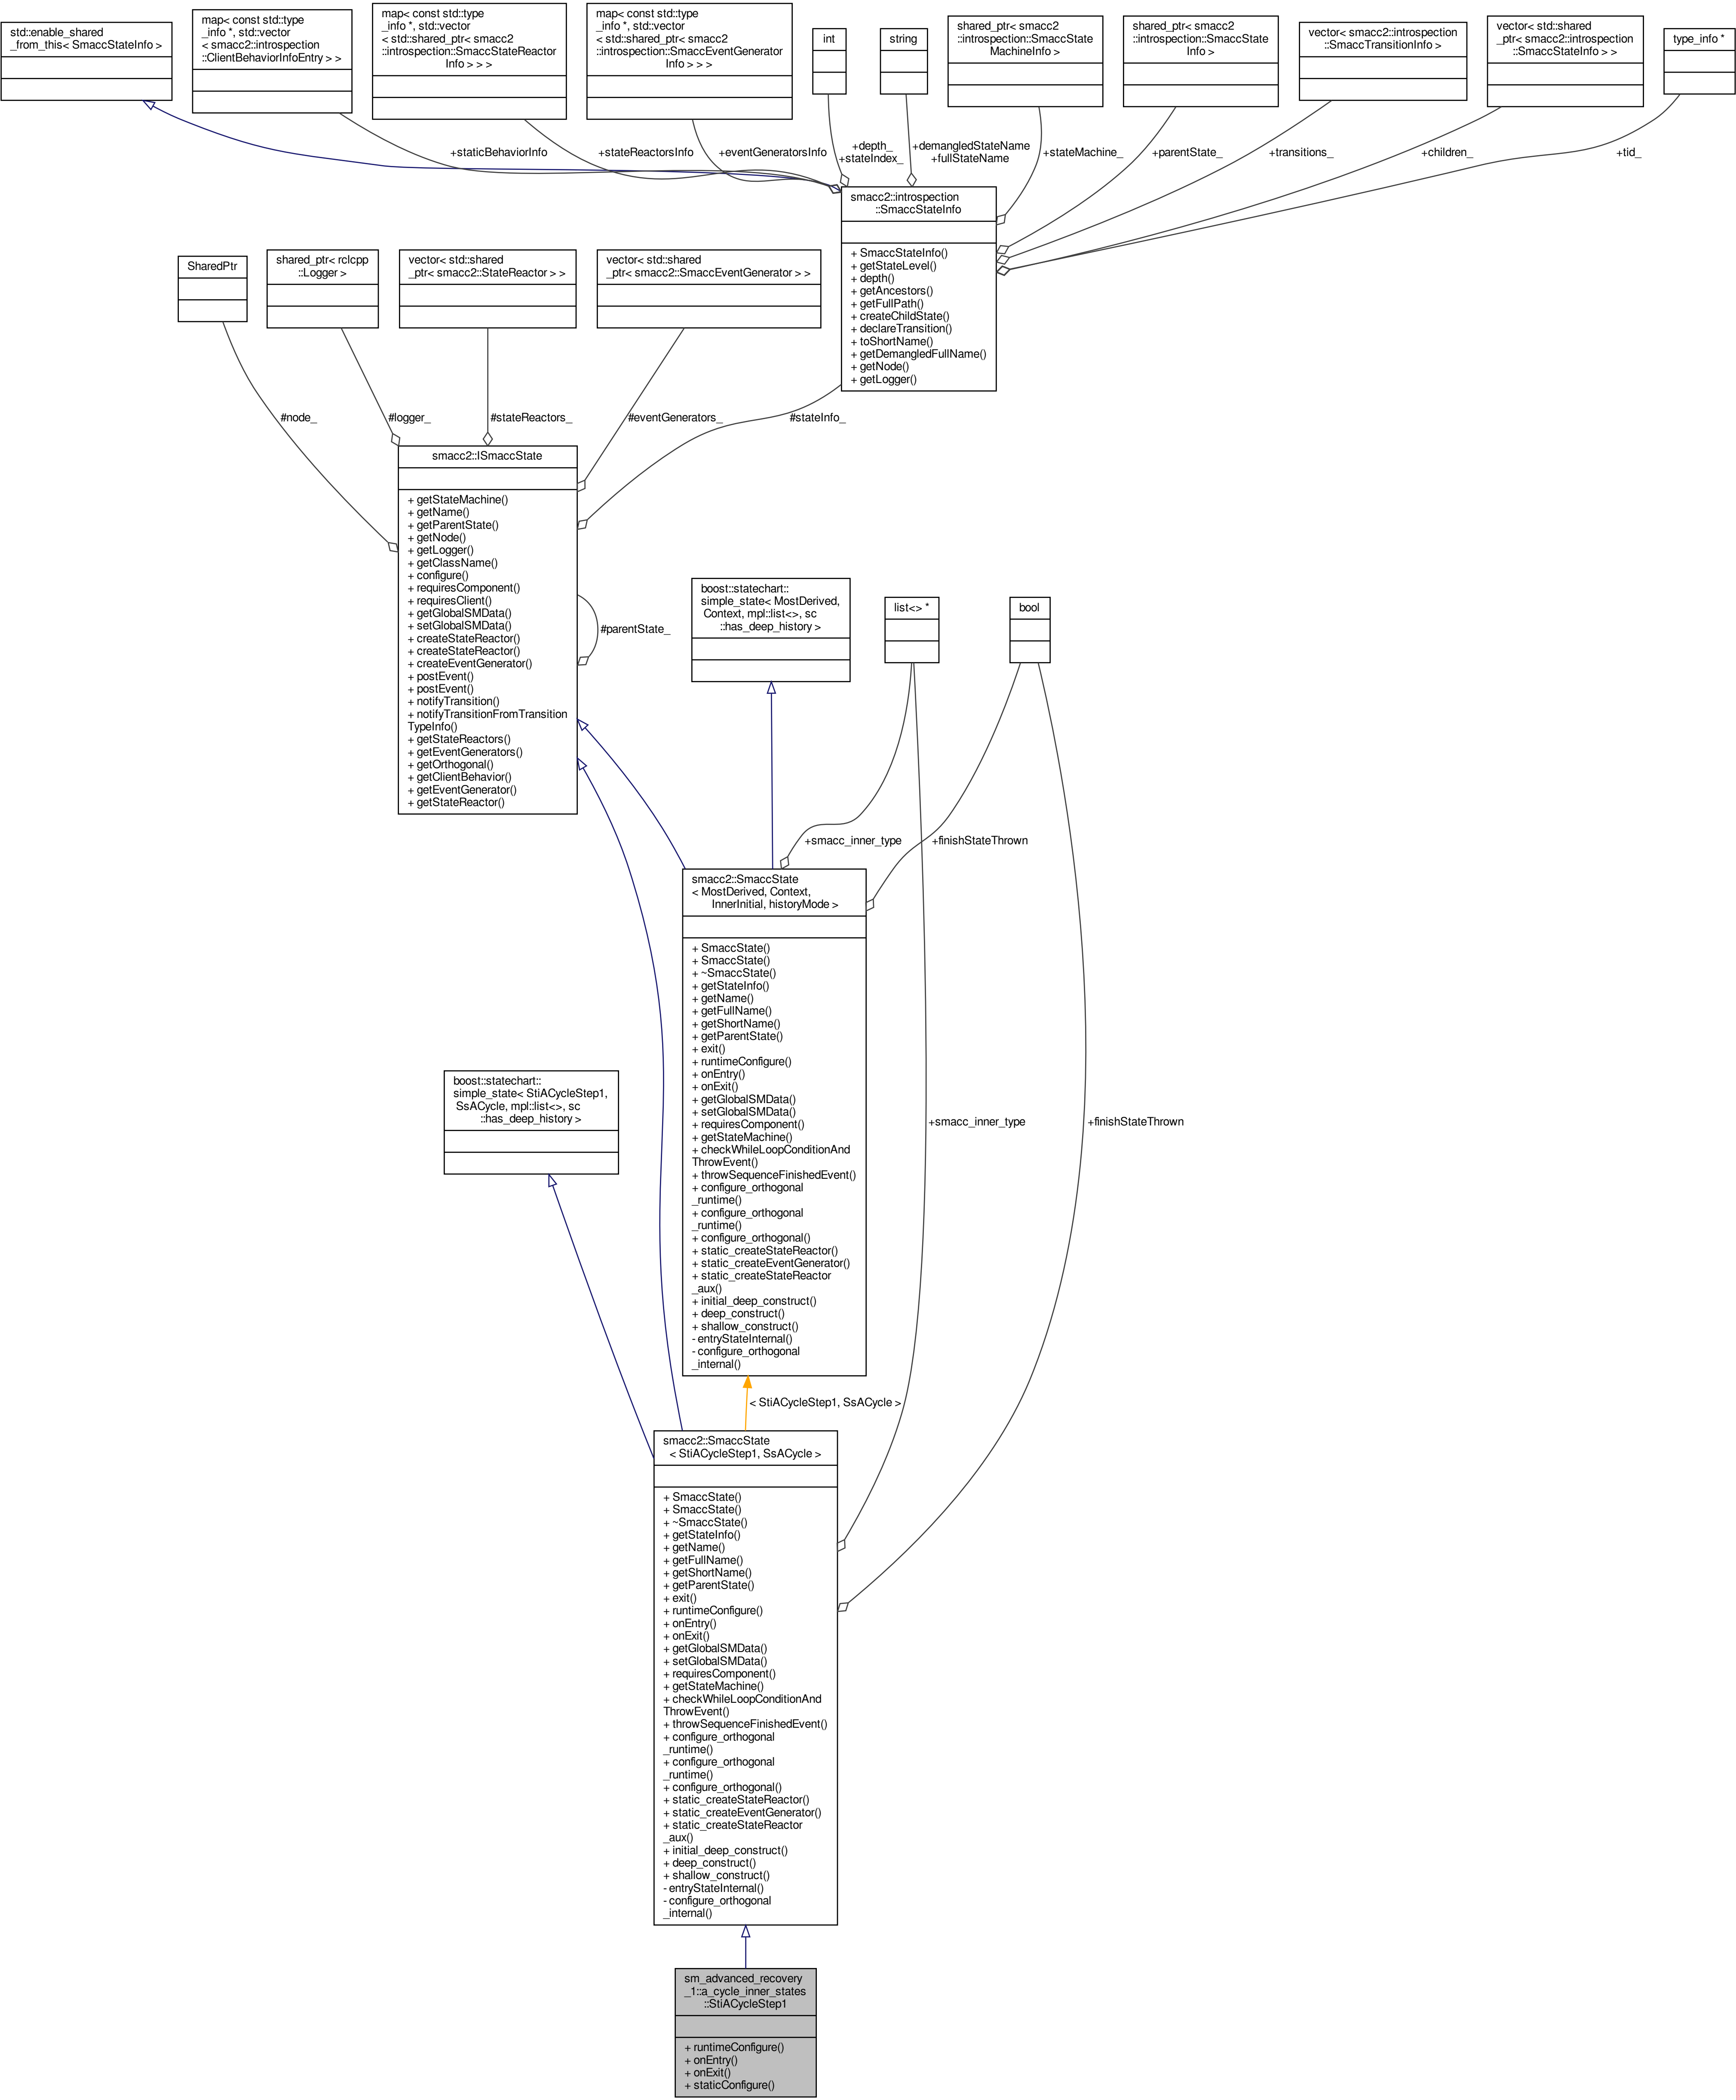 std::enable_shared
_from_this< SmaccStateInfo >
map< const std::type
_info *, std::vector
< smacc2::introspection
::ClientBehaviorInfoEntry > >
map< const std::type
_info *, std::vector
< std::shared_ptr< smacc2
::introspection::SmaccStateReactor
Info > > >
map< const std::type
_info *, std::vector
< std::shared_ptr< smacc2
::introspection::SmaccEventGenerator
Info > > >
int
string
shared_ptr< smacc2
::introspection::SmaccState
MachineInfo >
shared_ptr< smacc2
::introspection::SmaccState
Info >
vector< smacc2::introspection
::SmaccTransitionInfo >
vector< std::shared
_ptr< smacc2::introspection
::SmaccStateInfo > >
type_info *
+staticBehaviorInfo
+stateReactorsInfo
+eventGeneratorsInfo
+depth_
+stateIndex_
+demangledStateName
+fullStateName
+stateMachine_
+parentState_
+transitions_
+children_
+tid_
smacc2::introspection
::SmaccStateInfo
+ SmaccStateInfo()
+ getStateLevel()
+ depth()
+ getAncestors()
+ getFullPath()
+ createChildState()
+ declareTransition()
+ toShortName()
+ getDemangledFullName()
+ getNode()
+ getLogger()
SharedPtr
shared_ptr< rclcpp
::Logger >
vector< std::shared
_ptr< smacc2::StateReactor > >
vector< std::shared
_ptr< smacc2::SmaccEventGenerator > >
#node_
#logger_
#stateReactors_
#eventGenerators_
#stateInfo_
smacc2::ISmaccState
+ getStateMachine()
+ getName()
+ getParentState()
+ getNode()
+ getLogger()
+ getClassName()
+ configure()
+ requiresComponent()
+ requiresClient()
+ getGlobalSMData()
+ setGlobalSMData()
+ createStateReactor()
+ createStateReactor()
+ createEventGenerator()
+ postEvent()
+ postEvent()
+ notifyTransition()
+ notifyTransitionFromTransition
TypeInfo()
+ getStateReactors()
+ getEventGenerators()
+ getOrthogonal()
+ getClientBehavior()
+ getEventGenerator()
+ getStateReactor()
#parentState_
boost::statechart::
simple_state< MostDerived,
Context, mpl::list<>, sc
::has_deep_history >
list<> *
bool
+smacc_inner_type
+finishStateThrown
smacc2::SmaccState
< MostDerived, Context,
InnerInitial, historyMode >
+ SmaccState()
+ SmaccState()
+ ~SmaccState()
+ getStateInfo()
+ getName()
+ getFullName()
+ getShortName()
+ getParentState()
+ exit()
+ runtimeConfigure()
+ onEntry()
+ onExit()
+ getGlobalSMData()
+ setGlobalSMData()
+ requiresComponent()
+ getStateMachine()
+ checkWhileLoopConditionAnd
ThrowEvent()
+ throwSequenceFinishedEvent()
+ configure_orthogonal
_runtime()
+ configure_orthogonal
_runtime()
+ configure_orthogonal()
+ static_createStateReactor()
+ static_createEventGenerator()
+ static_createStateReactor
_aux()
+ initial_deep_construct()
+ deep_construct()
+ shallow_construct()
- entryStateInternal()
- configure_orthogonal
_internal()
boost::statechart::
simple_state< StiACycleStep1,
SsACycle, mpl::list<>, sc
::has_deep_history >
+smacc_inner_type
+finishStateThrown
< StiACycleStep1, SsACycle >
smacc2::SmaccState
< StiACycleStep1, SsACycle >
+ SmaccState()
+ SmaccState()
+ ~SmaccState()
+ getStateInfo()
+ getName()
+ getFullName()
+ getShortName()
+ getParentState()
+ exit()
+ runtimeConfigure()
+ onEntry()
+ onExit()
+ getGlobalSMData()
+ setGlobalSMData()
+ requiresComponent()
+ getStateMachine()
+ checkWhileLoopConditionAnd
ThrowEvent()
+ throwSequenceFinishedEvent()
+ configure_orthogonal
_runtime()
+ configure_orthogonal
_runtime()
+ configure_orthogonal()
+ static_createStateReactor()
+ static_createEventGenerator()
+ static_createStateReactor
_aux()
+ initial_deep_construct()
+ deep_construct()
+ shallow_construct()
- entryStateInternal()
- configure_orthogonal
_internal()
sm_advanced_recovery
_1::a_cycle_inner_states
::StiACycleStep1
+ runtimeConfigure()
+ onEntry()
+ onExit()
+ staticConfigure()